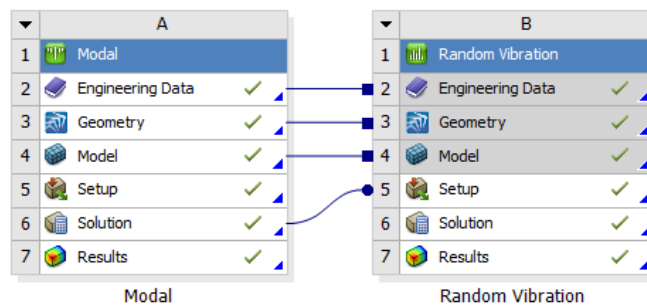 A
1 Modal
2 Engineering Data
3 Geometry
4 Model
5 Setup
6 Solution
7 Results
Modal
B
1 Random Vibration
2 Engineering Data
3 Geometry
4 Model
5 Setup
6 Solution
7 Results
Random Vibration